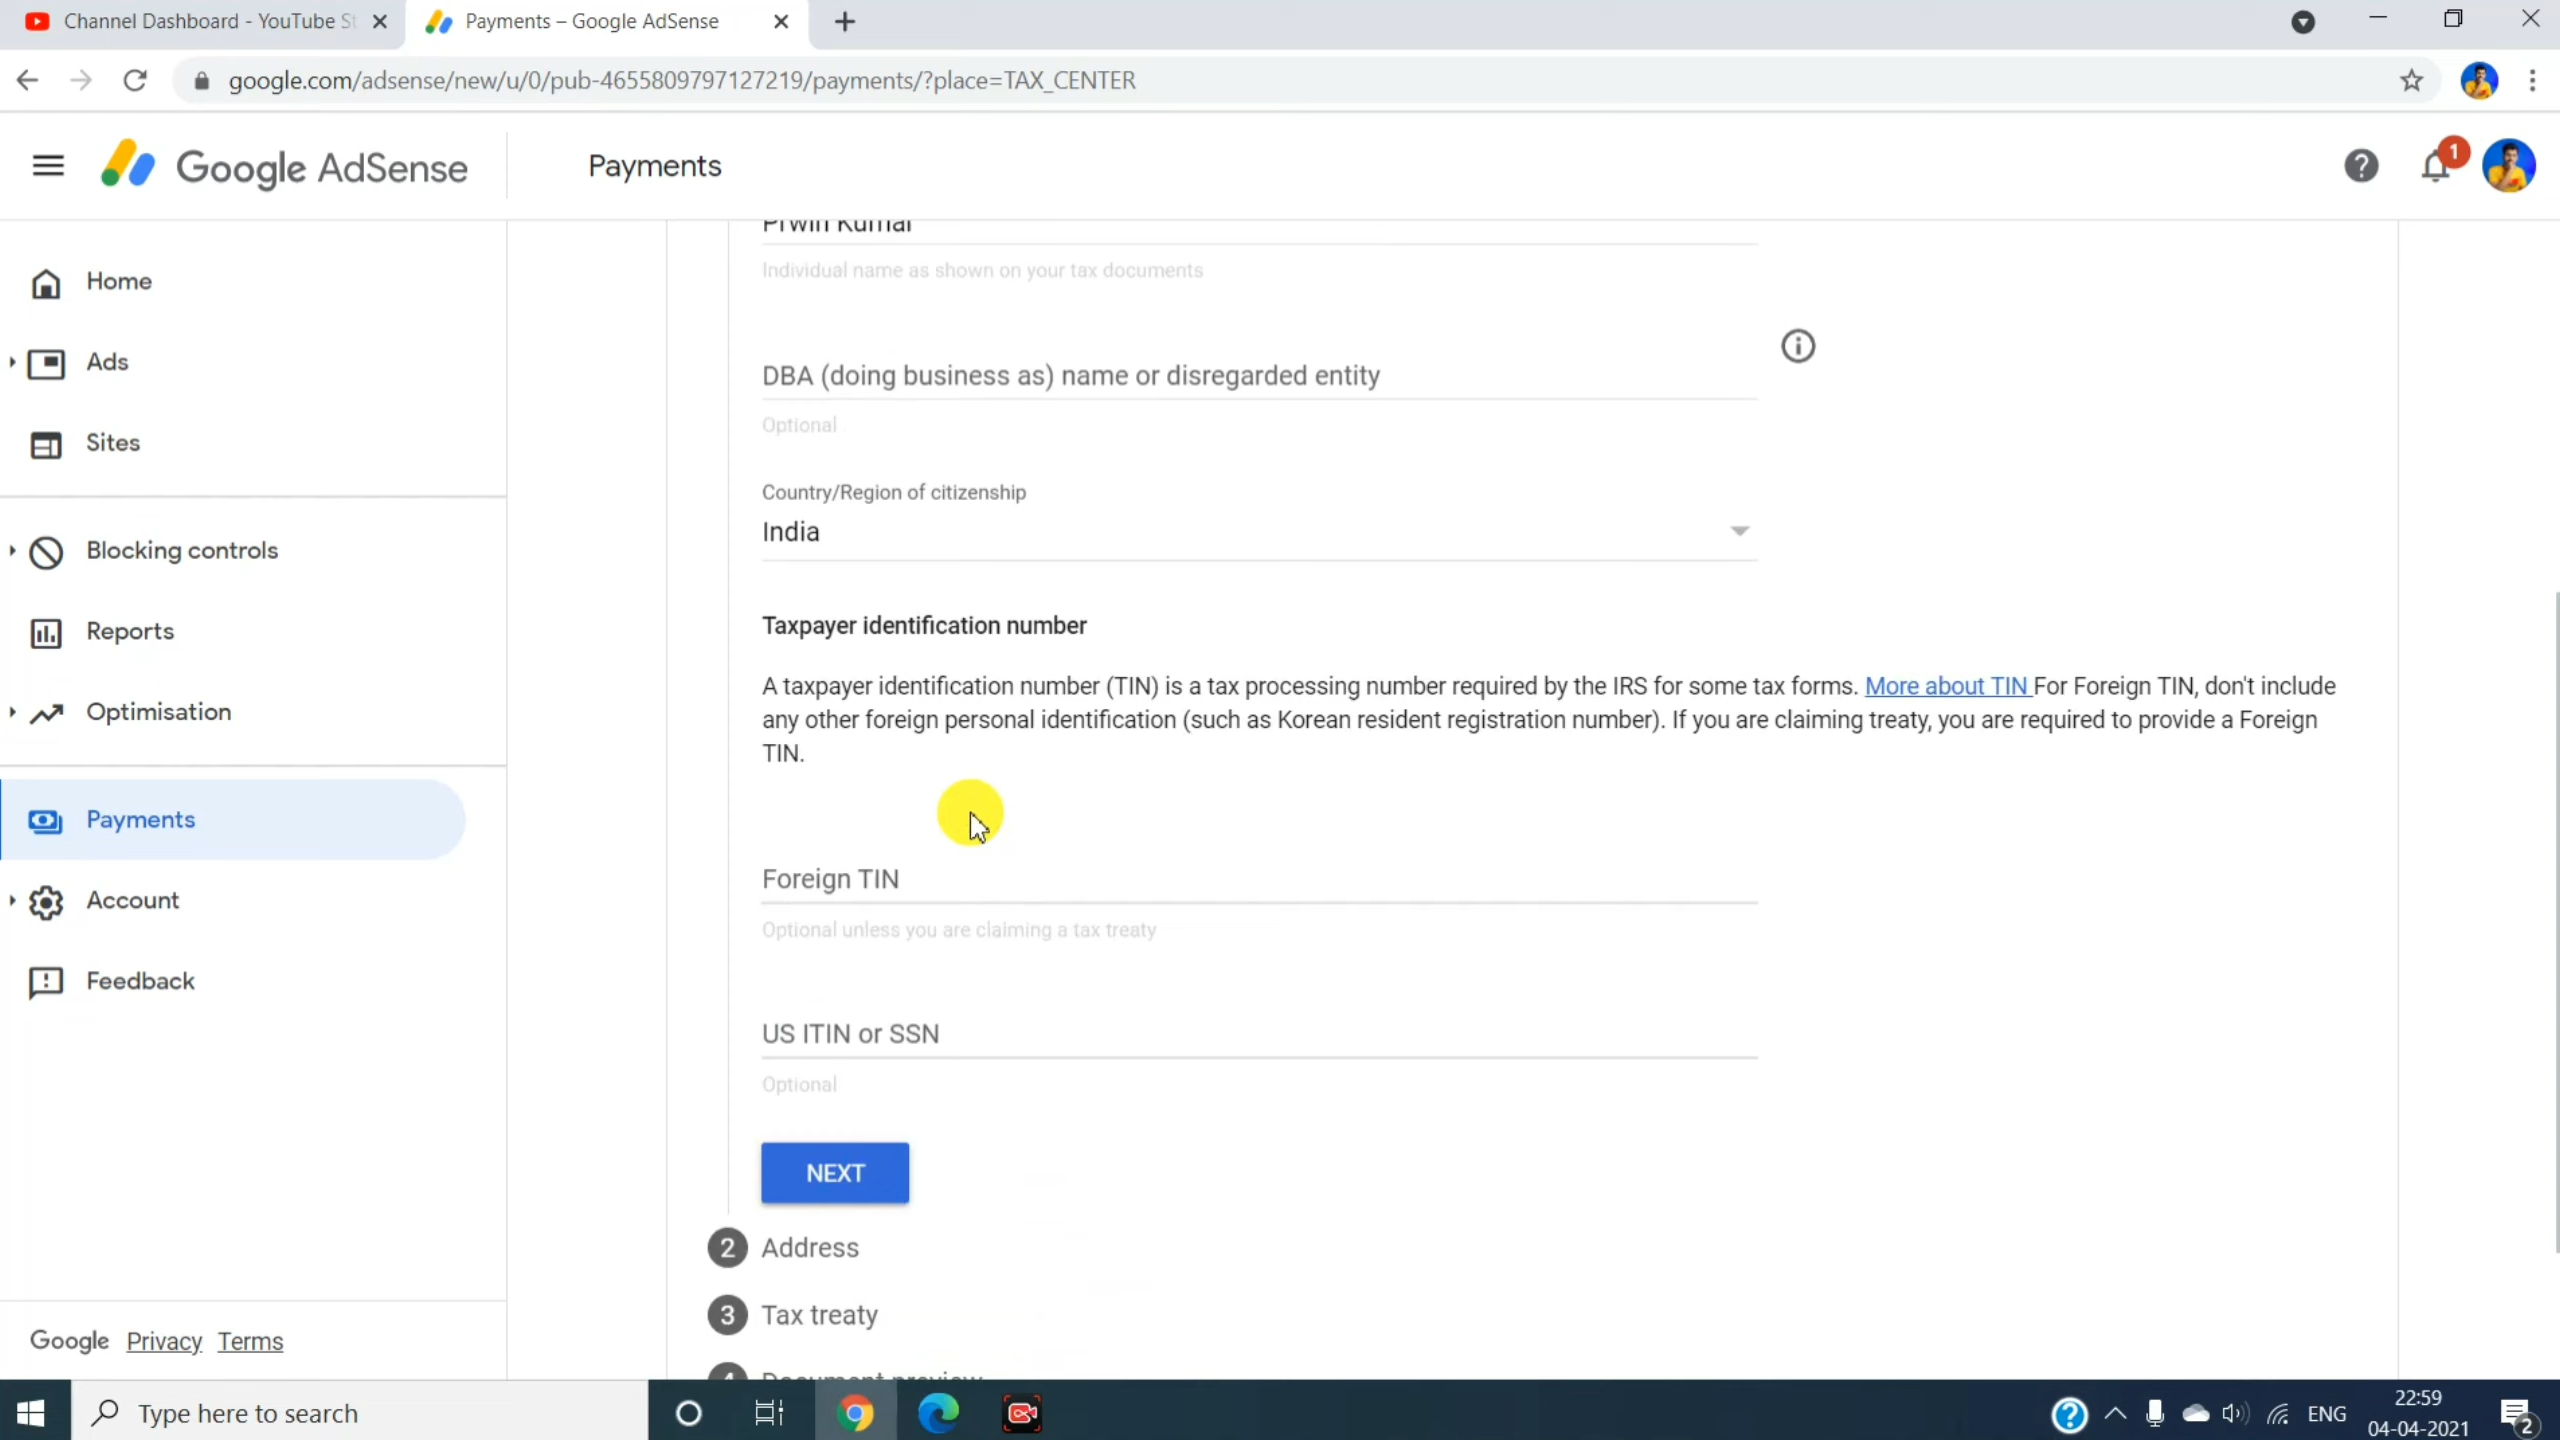 Channel Dashboard - YouTube St
Payments – Google AdSense
google.com/adsense/new/u/0/pub-4655809797127219/payments/?place=TAX_CENTER
Google AdSense
Payments
1
Home
Ads
Sites
Blocking controls
Reports
Optimisation
Payments
Account
Feedback
Google Privacy Terms
Prwin Kumar
Individual name as shown on your tax documents
DBA (doing business as) name or disregarded entity
Optional
Country/Region of citizenship
India
Taxpayer identification number
A taxpayer identification number (TIN) is a tax processing number required by the IRS for some tax forms. More about TIN For Foreign TIN, don't include
any other foreign personal identification (such as Korean resident registration number). If you are claiming treaty, you are required to provide a Foreign
TIN.
Foreign TIN
Optional unless you are claiming a tax treaty
US ITIN or SSN
Optional
NEXT
2 Address
3 Tax treaty
4 Document preview
Type here to search
ENG
22:59
04-04-2021
2